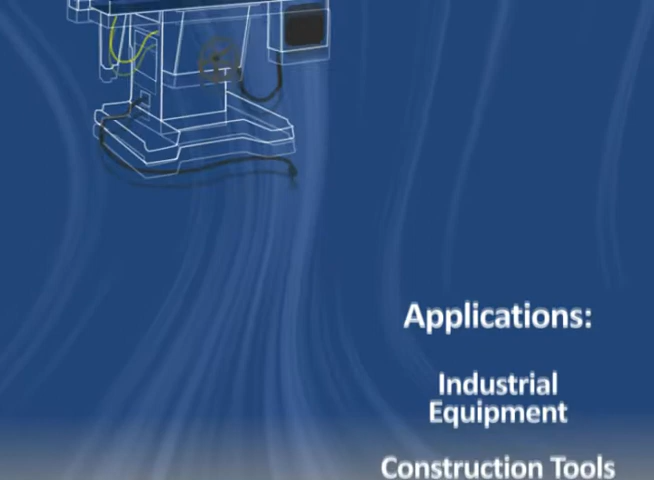 Applications:
Industrial
Equipment
Construction Tools